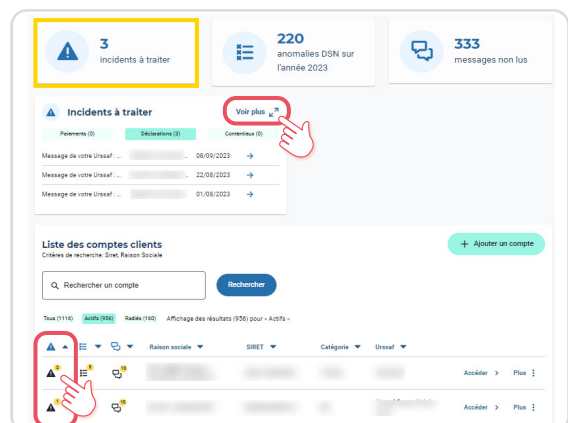 3
incidents à traiter
220
anomalies DSN sur
l'année 2023
333
messages non lus
Incidents à traiter
Voir plus
Paiements (0) Déclarations (3) Contentieux (0)
Message de votre Urssaf : ... 08/09/2023
Message de votre Urssaf : ... 22/08/2023
Message de votre Urssaf : ... 01/08/2023
Liste des comptes clients
Critères de recherche: Siret, Raison Sociale
+ Ajouter un compte
Rechercher un compte
Rechercher
Tous (1116) Actifs (956) Radiés (160) Affichage des résultats (956) pour « Actifs »
Raison sociale SIRET Catégorie Urssaf
Accéder > Plus
Accéder > Plus